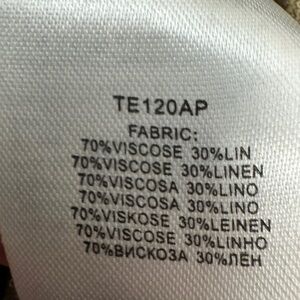 TE120AP
FABRIC:
70%VISCOSE 30%LIN
70%VISCOSE 30%LINEN
70%VISCOSA 30%LINO
70%VISCOSA 30%LINO
70%VISKOSE 30%LEINEN
70%VISCOSE 30%LINHO
70%ВИСКОЗА 30%ЛЕН